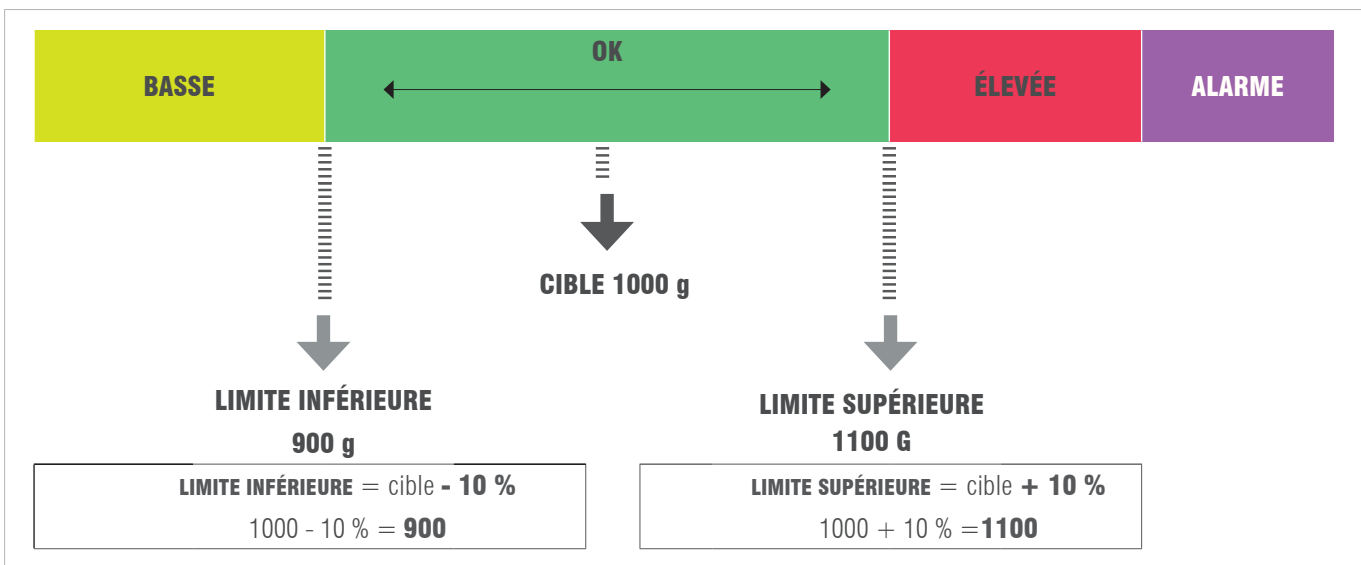 BASSE
OK
ÉLEVÉE
ALARME
CIBLE 1000 g
LIMITE INFÉRIEURE
900 g
LIMITE INFÉRIEURE = cible - 10 %
1000 - 10 % = 900
LIMITE SUPÉRIEURE
1100 G
LIMITE SUPÉRIEURE = cible + 10 %
1000 + 10 % =1100